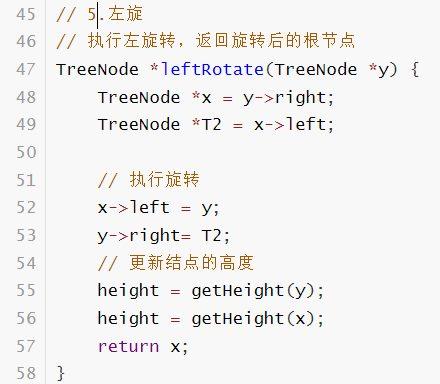 45 // 5.左旋
46 // 执行左旋转，返回旋转后的根节点
47 TreeNode *leftRotate(TreeNode *y) {
48     TreeNode *x = y->right;
49     TreeNode *T2 = x->left;
50
51     // 执行旋转
52     x->left = y;
53     y->right= T2;
54     // 更新结点的高度
55     height = getHeight(y);
56     height = getHeight(x);
57     return x;
58 }